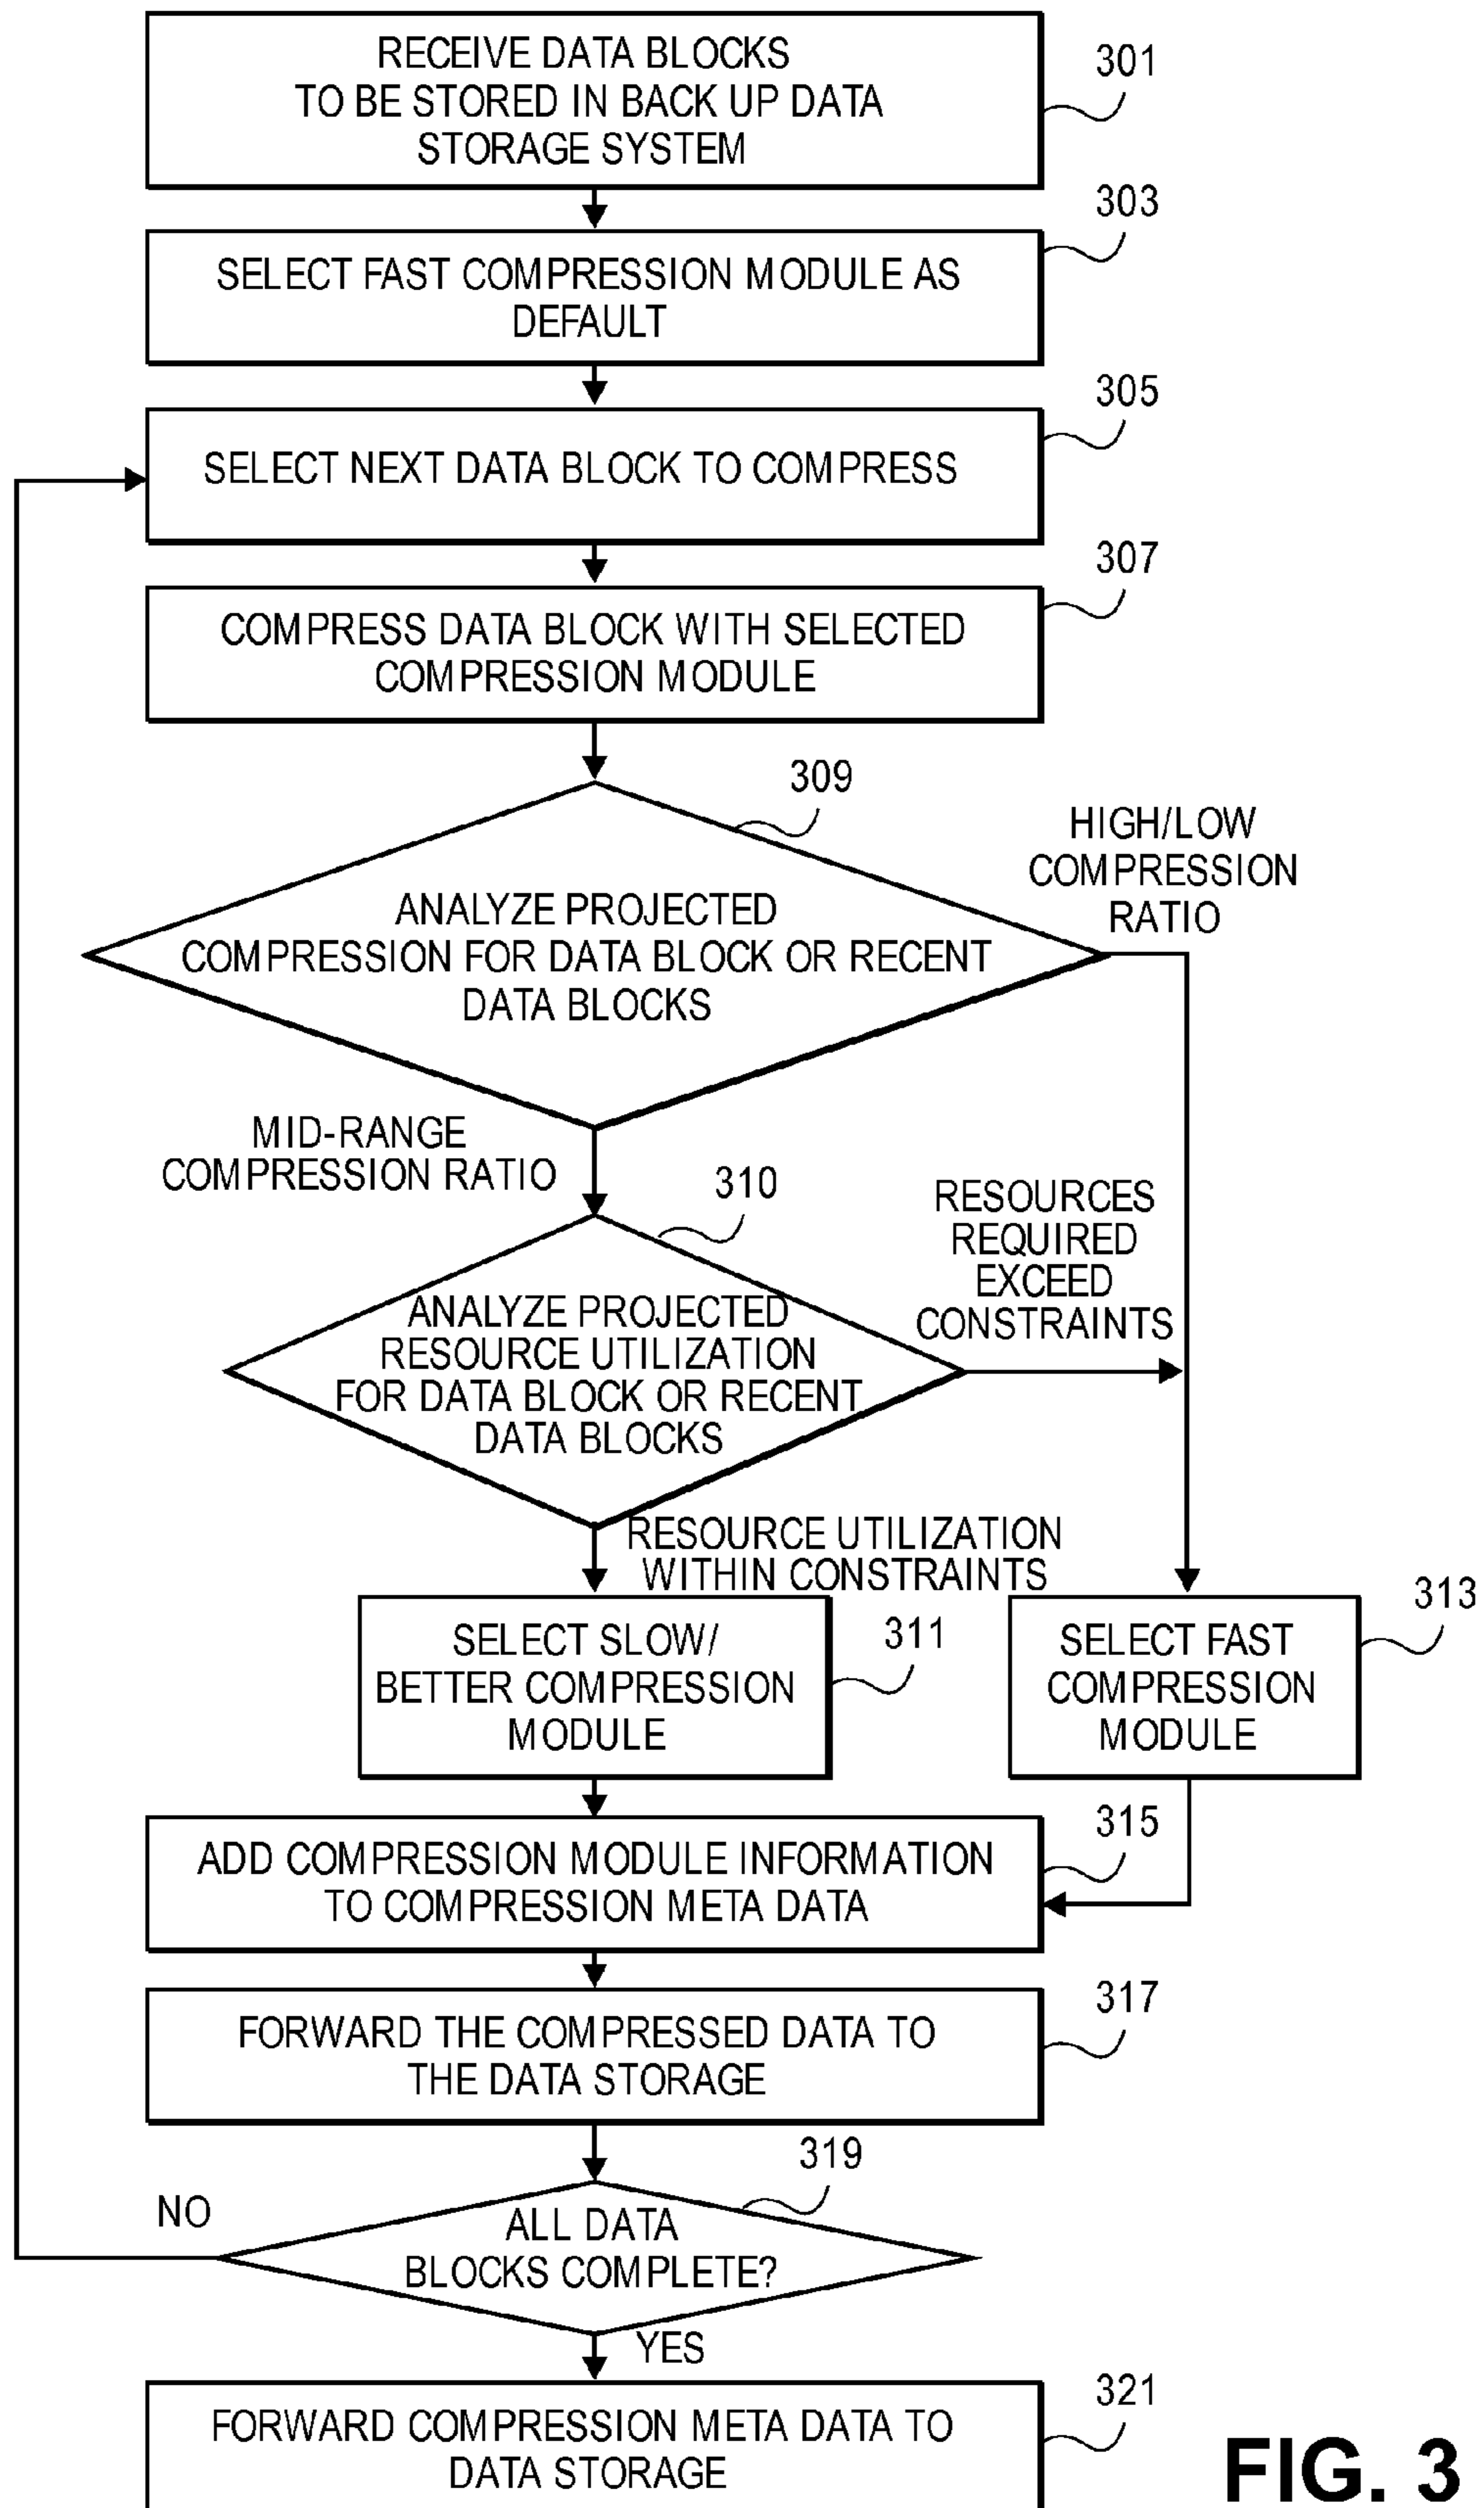 RECEIVE DATA BLOCKS
TO BE STORED IN BACK UP DATA
STORAGE SYSTEM
301
SELECT FAST COMPRESSION MODULE AS
DEFAULT
303
SELECT NEXT DATA BLOCK TO COMPRESS
305
COMPRESS DATA BLOCK WITH SELECTED
COMPRESSION MODULE
307
309
ANALYZE PROJECTED
COMPRESSION FOR DATA BLOCK OR RECENT
DATA BLOCKS
HIGH/LOW
COMPRESSION
RATIO
MID-RANGE
COMPRESSION RATIO
310
ANALYZE PROJECTED
RESOURCE UTILIZATION
FOR DATA BLOCK OR RECENT
DATA BLOCKS
RESOURCES
REQUIRED
EXCEED
CONSTRAINTS
RESOURCE UTILIZATION
WITHIN CONSTRAINTS
SELECT SLOW/
BETTER COMPRESSION
MODULE
311
SELECT FAST
COMPRESSION
MODULE
313
ADD COMPRESSION MODULE INFORMATION
TO COMPRESSION META DATA
315
FORWARD THE COMPRESSED DATA TO
THE DATA STORAGE
317
319
ALL DATA
BLOCKS COMPLETE?
NO
YES
FORWARD COMPRESSION META DATA TO
DATA STORAGE
321
FIG. 3